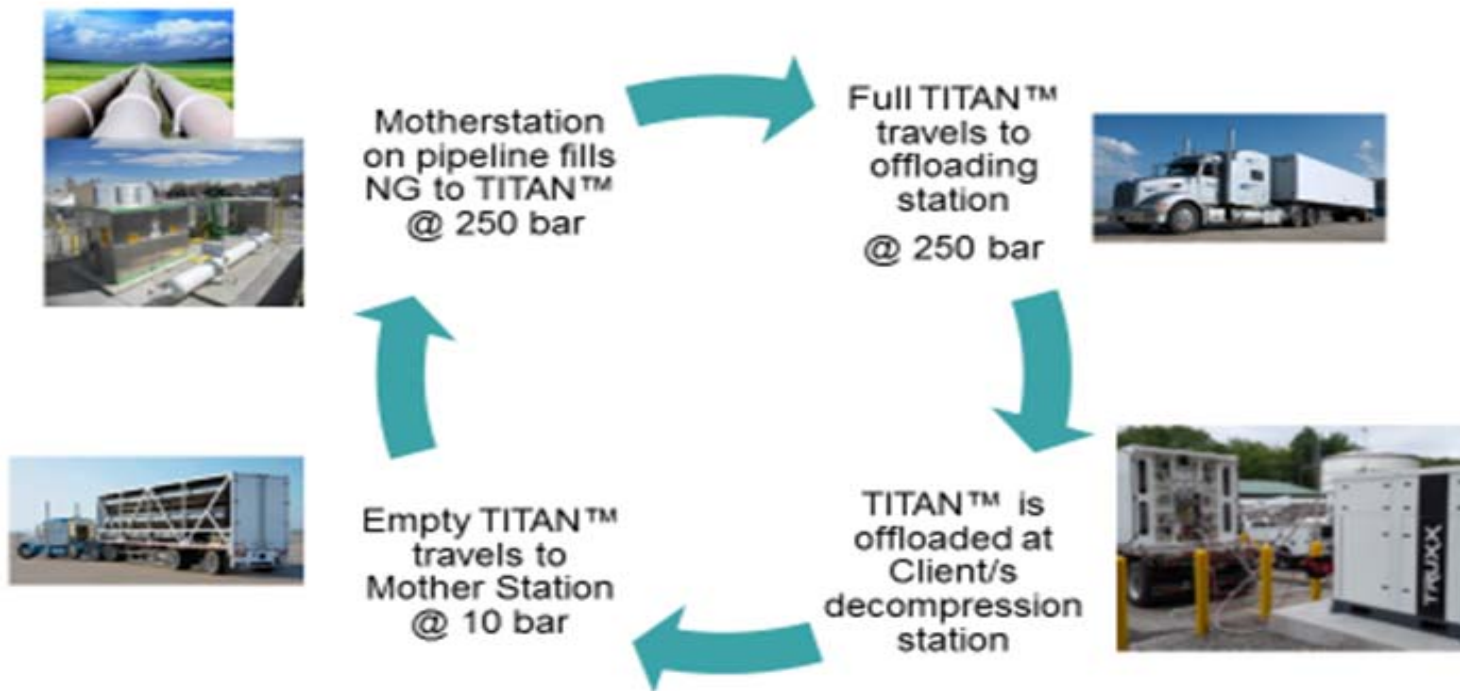 Motherstation
on pipeline fills
NG to TITAN™
@ 250 bar
Full TITAN™
travels to
offloading
station
@ 250 bar
TITAN™ is
offloaded at
Client/s
decompression
station
TRUXX
Empty TITAN™
travels to
Mother Station
@ 10 bar